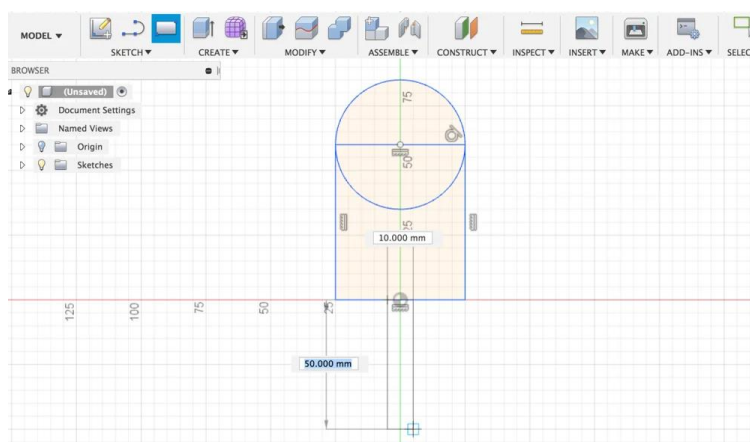 MODEL ▼
SKETCH ▼ CREATE ▼ MODIFY ▼ ASSEMBLE ▼ CONSTRUCT ▼ INSPECT ▼ INSERT ▼ MAKE ▼ ADD-INS ▼ SELEC
BROWSER
(Unsaved)
Document Settings
Named Views
Origin
Sketches
75
50
25
10.000 mm
125
100
75
50
25
50.000 mm